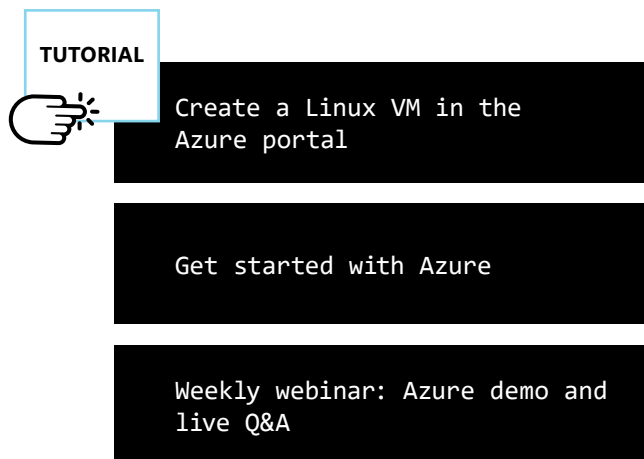 TUTORIAL
Create a Linux VM in the
Azure portal
Get started with Azure
Weekly webinar: Azure demo and
live Q&A